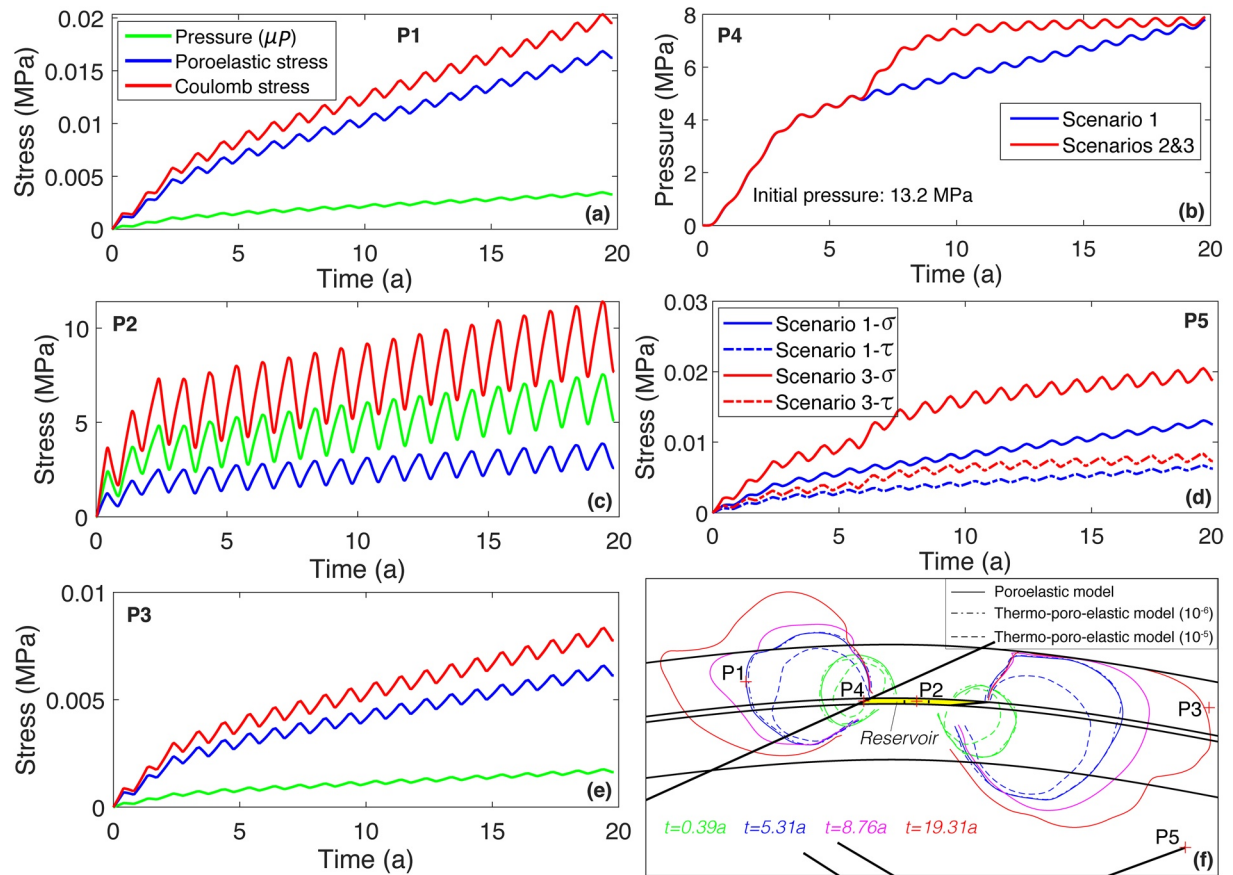 0.02
0.015
0.01
0.005
0
Stress (MPa)
Pressure (μP)
Poroelastic stress
Coulomb stress
P1
(a)
0 5 10 15 20
Time (a)
8
6
4
2
0
Pressure (MPa)
P4
Scenario 1
Scenarios 2&3
Initial pressure: 13.2 MPa
(b)
0 5 10 15 20
Time (a)
10
5
0
Stress (MPa)
P2
(c)
0 5 10 15 20
Time (a)
0.03
0.02
0.01
0
Stress (MPa)
Scenario 1-σ
Scenario 1-τ
Scenario 3-σ
Scenario 3-τ
P5
(d)
0 5 10 15 20
Time (a)
0.01
0.005
0
Stress (MPa)
P3
(e)
0 5 10 15 20
Time (a)
Poroelastic model
Thermo-poro-elastic model (10⁻⁶)
Thermo-poro-elastic model (10⁻⁵)
P1
P4
P2
P3
Reservoir
t=0.39a t=5.31a t=8.76a t=19.31a
P5
(f)